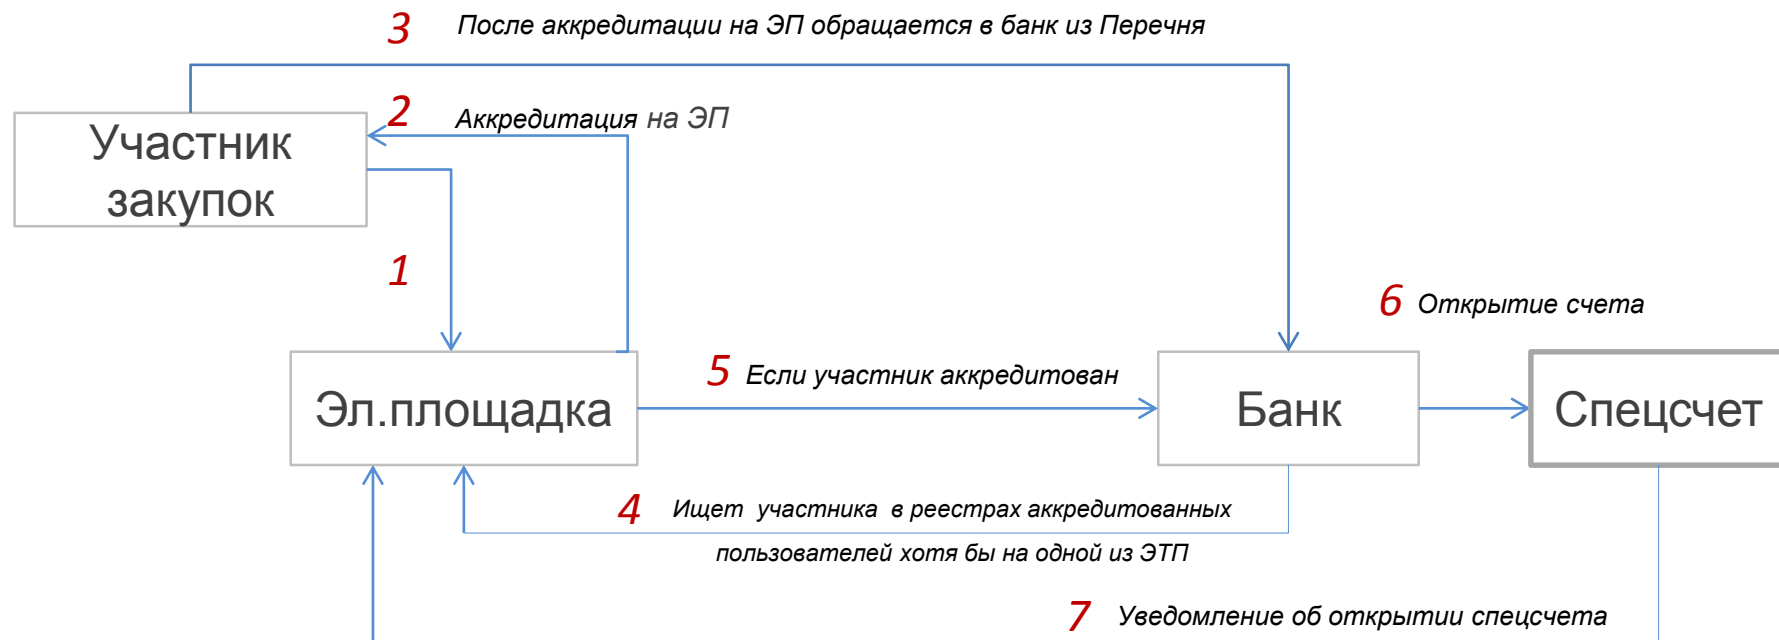 3 После аккредитации на ЭП обращается в банк из Перечня
2 Аккредитация на ЭП
Участник
закупок
1
6 Открытие счета
5 Если участник аккредитован
Эл.площадка
Банк
Спецсчет
4 Ищет участника в реестрах аккредитованных
пользователей хотя бы на одной из ЭТП
7 Уведомление об открытии спецсчета